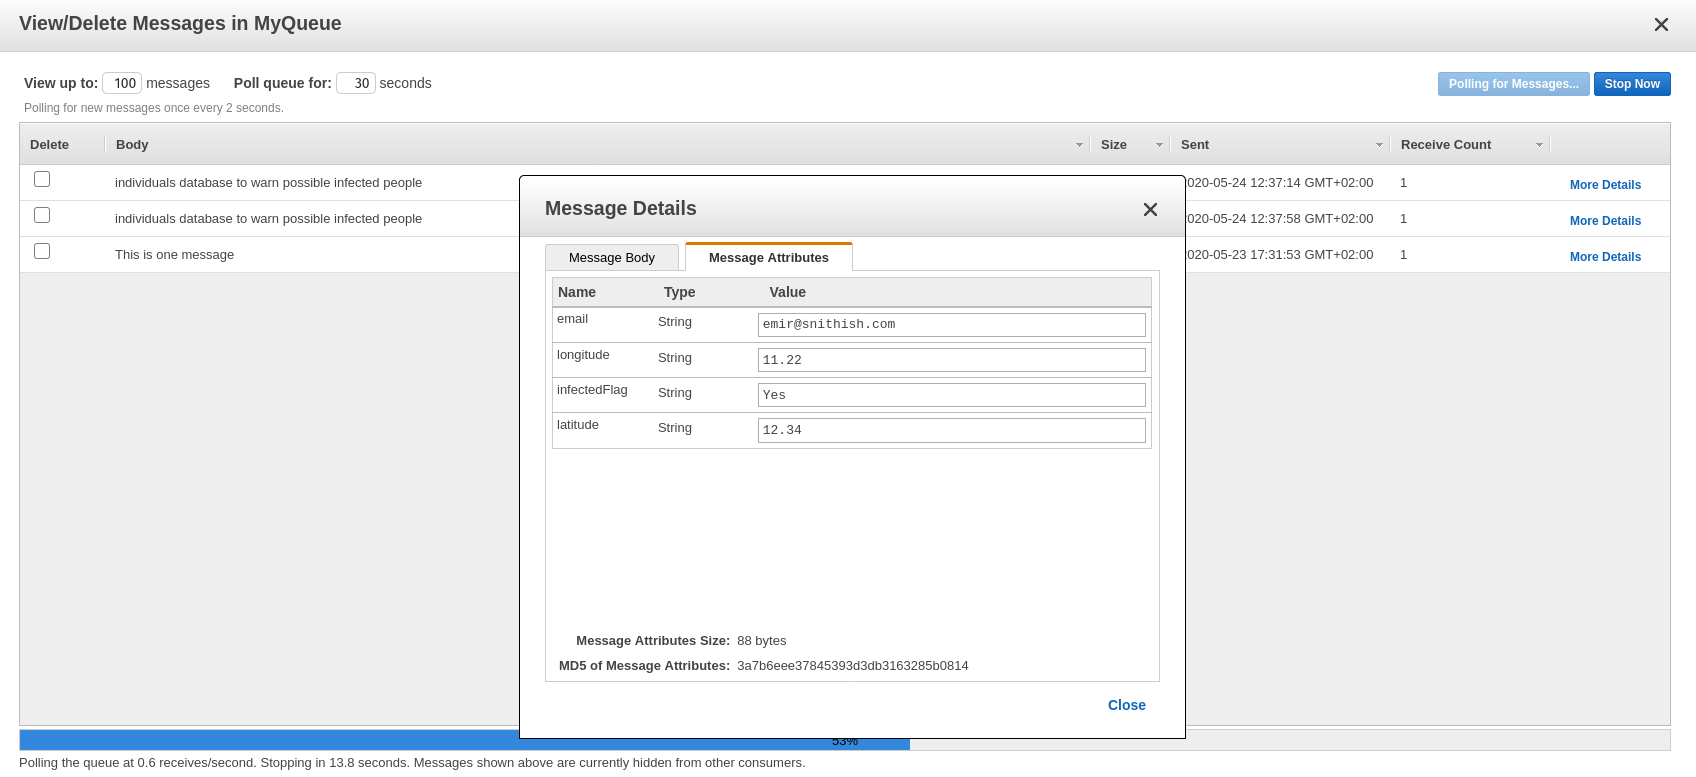 View/Delete Messages in MyQueue
View up to: 100 messages Poll queue for: 30 seconds
Polling for Messages... Stop Now
Polling for new messages once every 2 seconds.
Delete Body Size Sent Receive Count
individuals database to warn possible infected people 2020-05-24 12:37:14 GMT+02:00 1 More Details
individuals database to warn possible infected people 2020-05-24 12:37:58 GMT+02:00 1 More Details
This is one message 2020-05-23 17:31:53 GMT+02:00 1 More Details
Message Details
Message Body Message Attributes
Name Type Value
email String emir@snithish.com
longitude String 11.22
infectedFlag String Yes
latitude String 12.34
Message Attributes Size: 88 bytes
MD5 of Message Attributes: 3a7b6eee37845393d3db3163285b0814
Close
53%
Polling the queue at 0.6 receives/second. Stopping in 13.8 seconds. Messages shown above are currently hidden from other consumers.